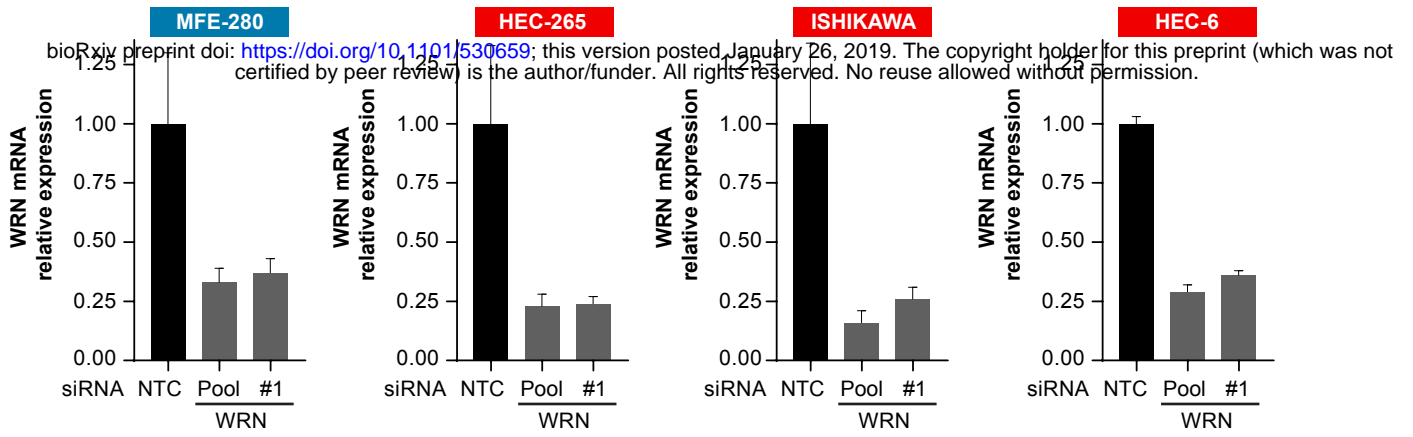 MFE-280 HEC-265 ISHIKAWA HEC-6
bioRxiv preprint doi: https://doi.org/10.1101/530659; this version posted January 26, 2019. The copyright holder for this preprint (which was not
certified by peer review) is the author/funder. All rights reserved. No reuse allowed without permission.
1.25 1.25 1.25 1.25
1.00 1.00 1.00 1.00
0.75 0.75 0.75 0.75
0.50 0.50 0.50 0.50
0.25 0.25 0.25 0.25
0.00 0.00 0.00 0.00
WRN mRNA
relative expression
WRN mRNA
relative expression
WRN mRNA
relative expression
WRN mRNA
relative expression
siRNA NTC Pool #1 siRNA NTC Pool #1 siRNA NTC Pool #1 siRNA NTC Pool #1
WRN WRN WRN WRN